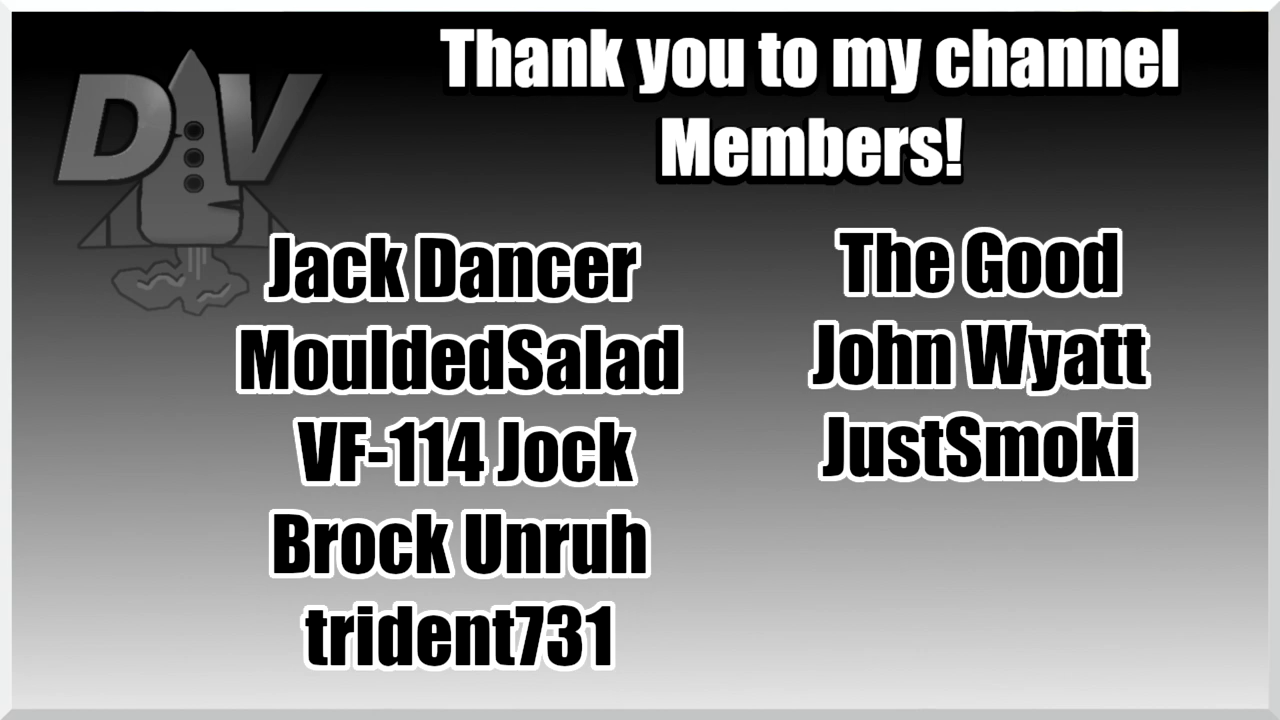 DV
Thank you to my channel
Members!
Jack Dancer
MouldedSalad
VF-114 Jock
Brock Unruh
trident731
The Good
John Wyatt
JustSmoki